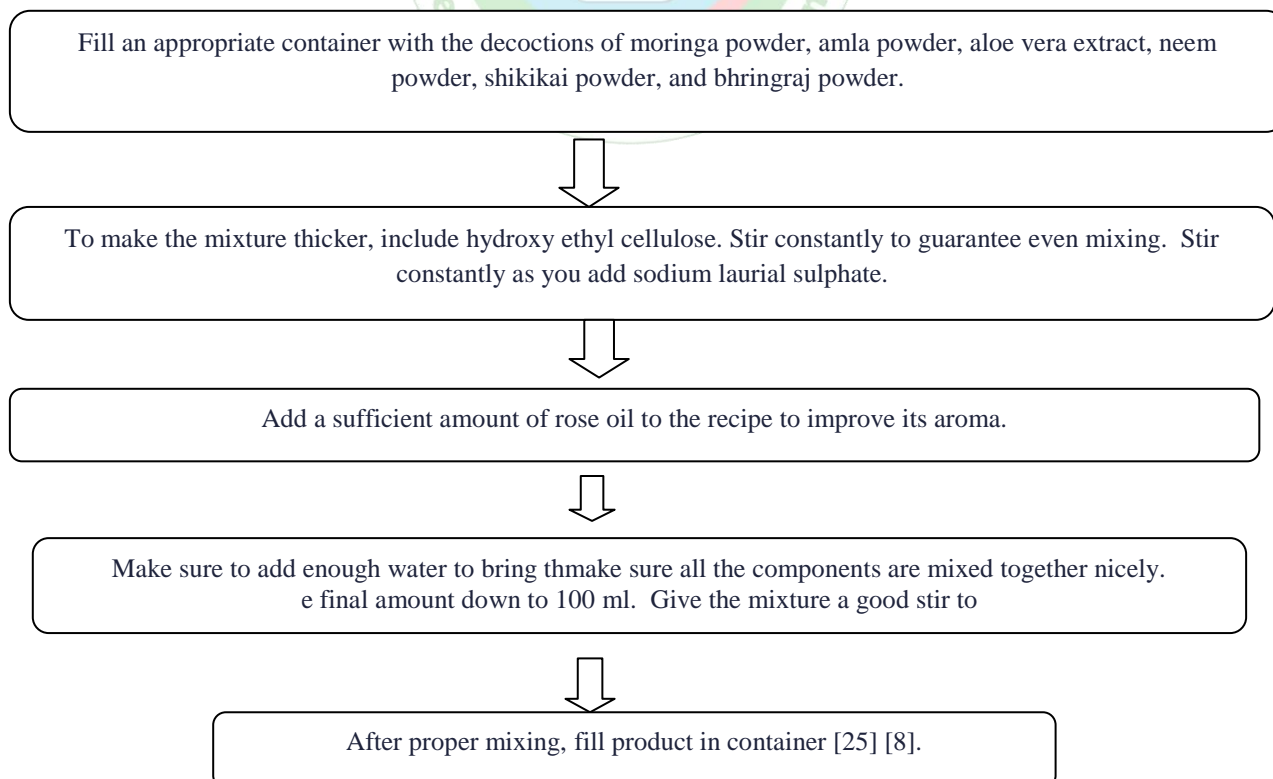 Fill an appropriate container with the decoctions of moringa powder, amla powder, aloe vera extract, neem
powder, shikikai powder, and bhringraj powder.
To make the mixture thicker, include hydroxy ethyl cellulose. Stir constantly to guarantee even mixing. Stir
constantly as you add sodium laurial sulphate.
Add a sufficient amount of rose oil to the recipe to improve its aroma.
Make sure to add enough water to bring thmake sure all the components are mixed together nicely.
e final amount down to 100 ml. Give the mixture a good stir to
After proper mixing, fill product in container [25] [8].